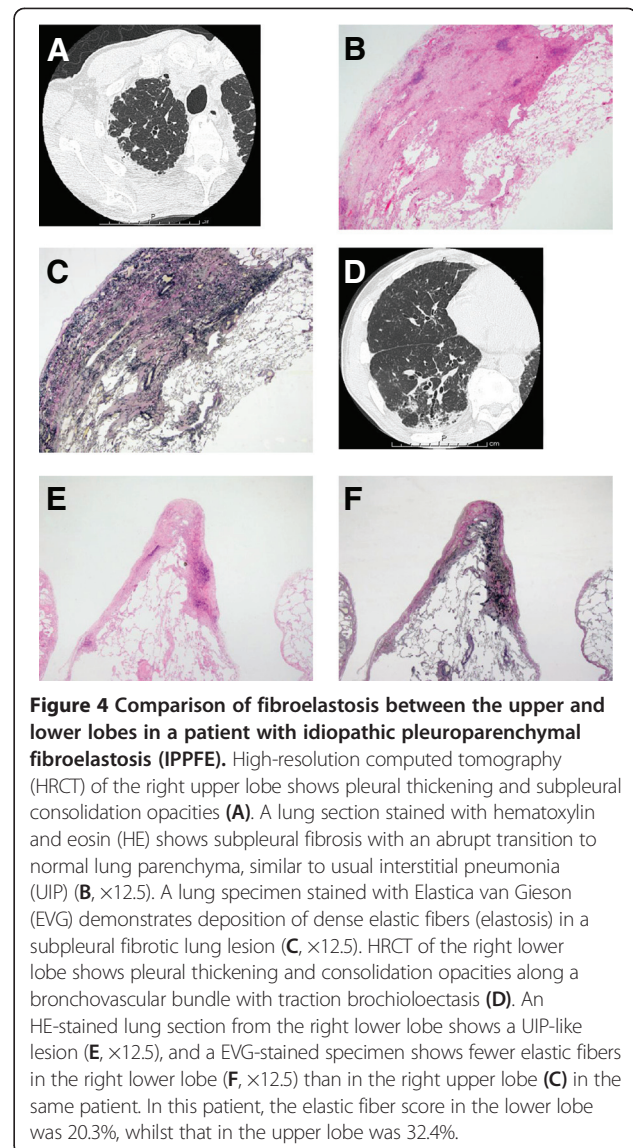 A
B
C
D
E
F
P
P
cm
Figure 4 Comparison of fibroelastosis between the upper and
lower lobes in a patient with idiopathic pleuroparenchymal
fibroelastosis (IPPFE). High-resolution computed tomography
(HRCT) of the right upper lobe shows pleural thickening and subpleural
consolidation opacities (A). A lung section stained with hematoxylin
and eosin (HE) shows subpleural fibrosis with an abrupt transition to
normal lung parenchyma, similar to usual interstitial pneumonia
(UIP) (B, ×12.5). A lung specimen stained with Elastica van Gieson
(EVG) demonstrates deposition of dense elastic fibers (elastosis) in a
subpleural fibrotic lung lesion (C, ×12.5). HRCT of the right lower
lobe shows pleural thickening and consolidation opacities along a
bronchovascular bundle with traction brochioloectasis (D). An
HE-stained lung section from the right lower lobe shows a UIP-like
lesion (E, ×12.5), and a EVG-stained specimen shows fewer elastic fibers
in the right lower lobe (F, ×12.5) than in the right upper lobe (C) in the
same patient. In this patient, the elastic fiber score in the lower lobe
was 20.3%, whilst that in the upper lobe was 32.4%.